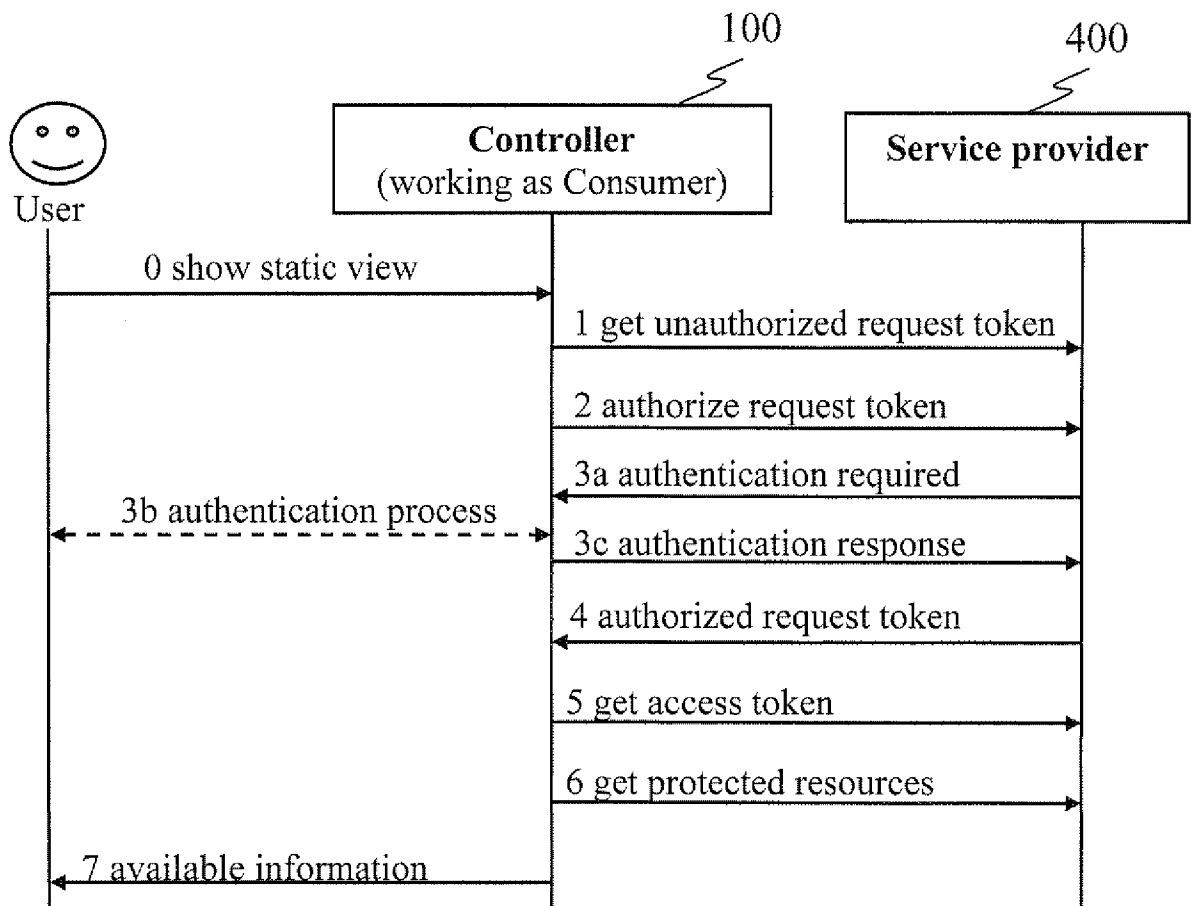 100
400
Controller
(working as Consumer)
Service provider
User
0 show static view
1 get unauthorized request token
2 authorize request token
3a authentication required
3b authentication process
3c authentication response
4 authorized request token
5 get access token
6 get protected resources
7 available information